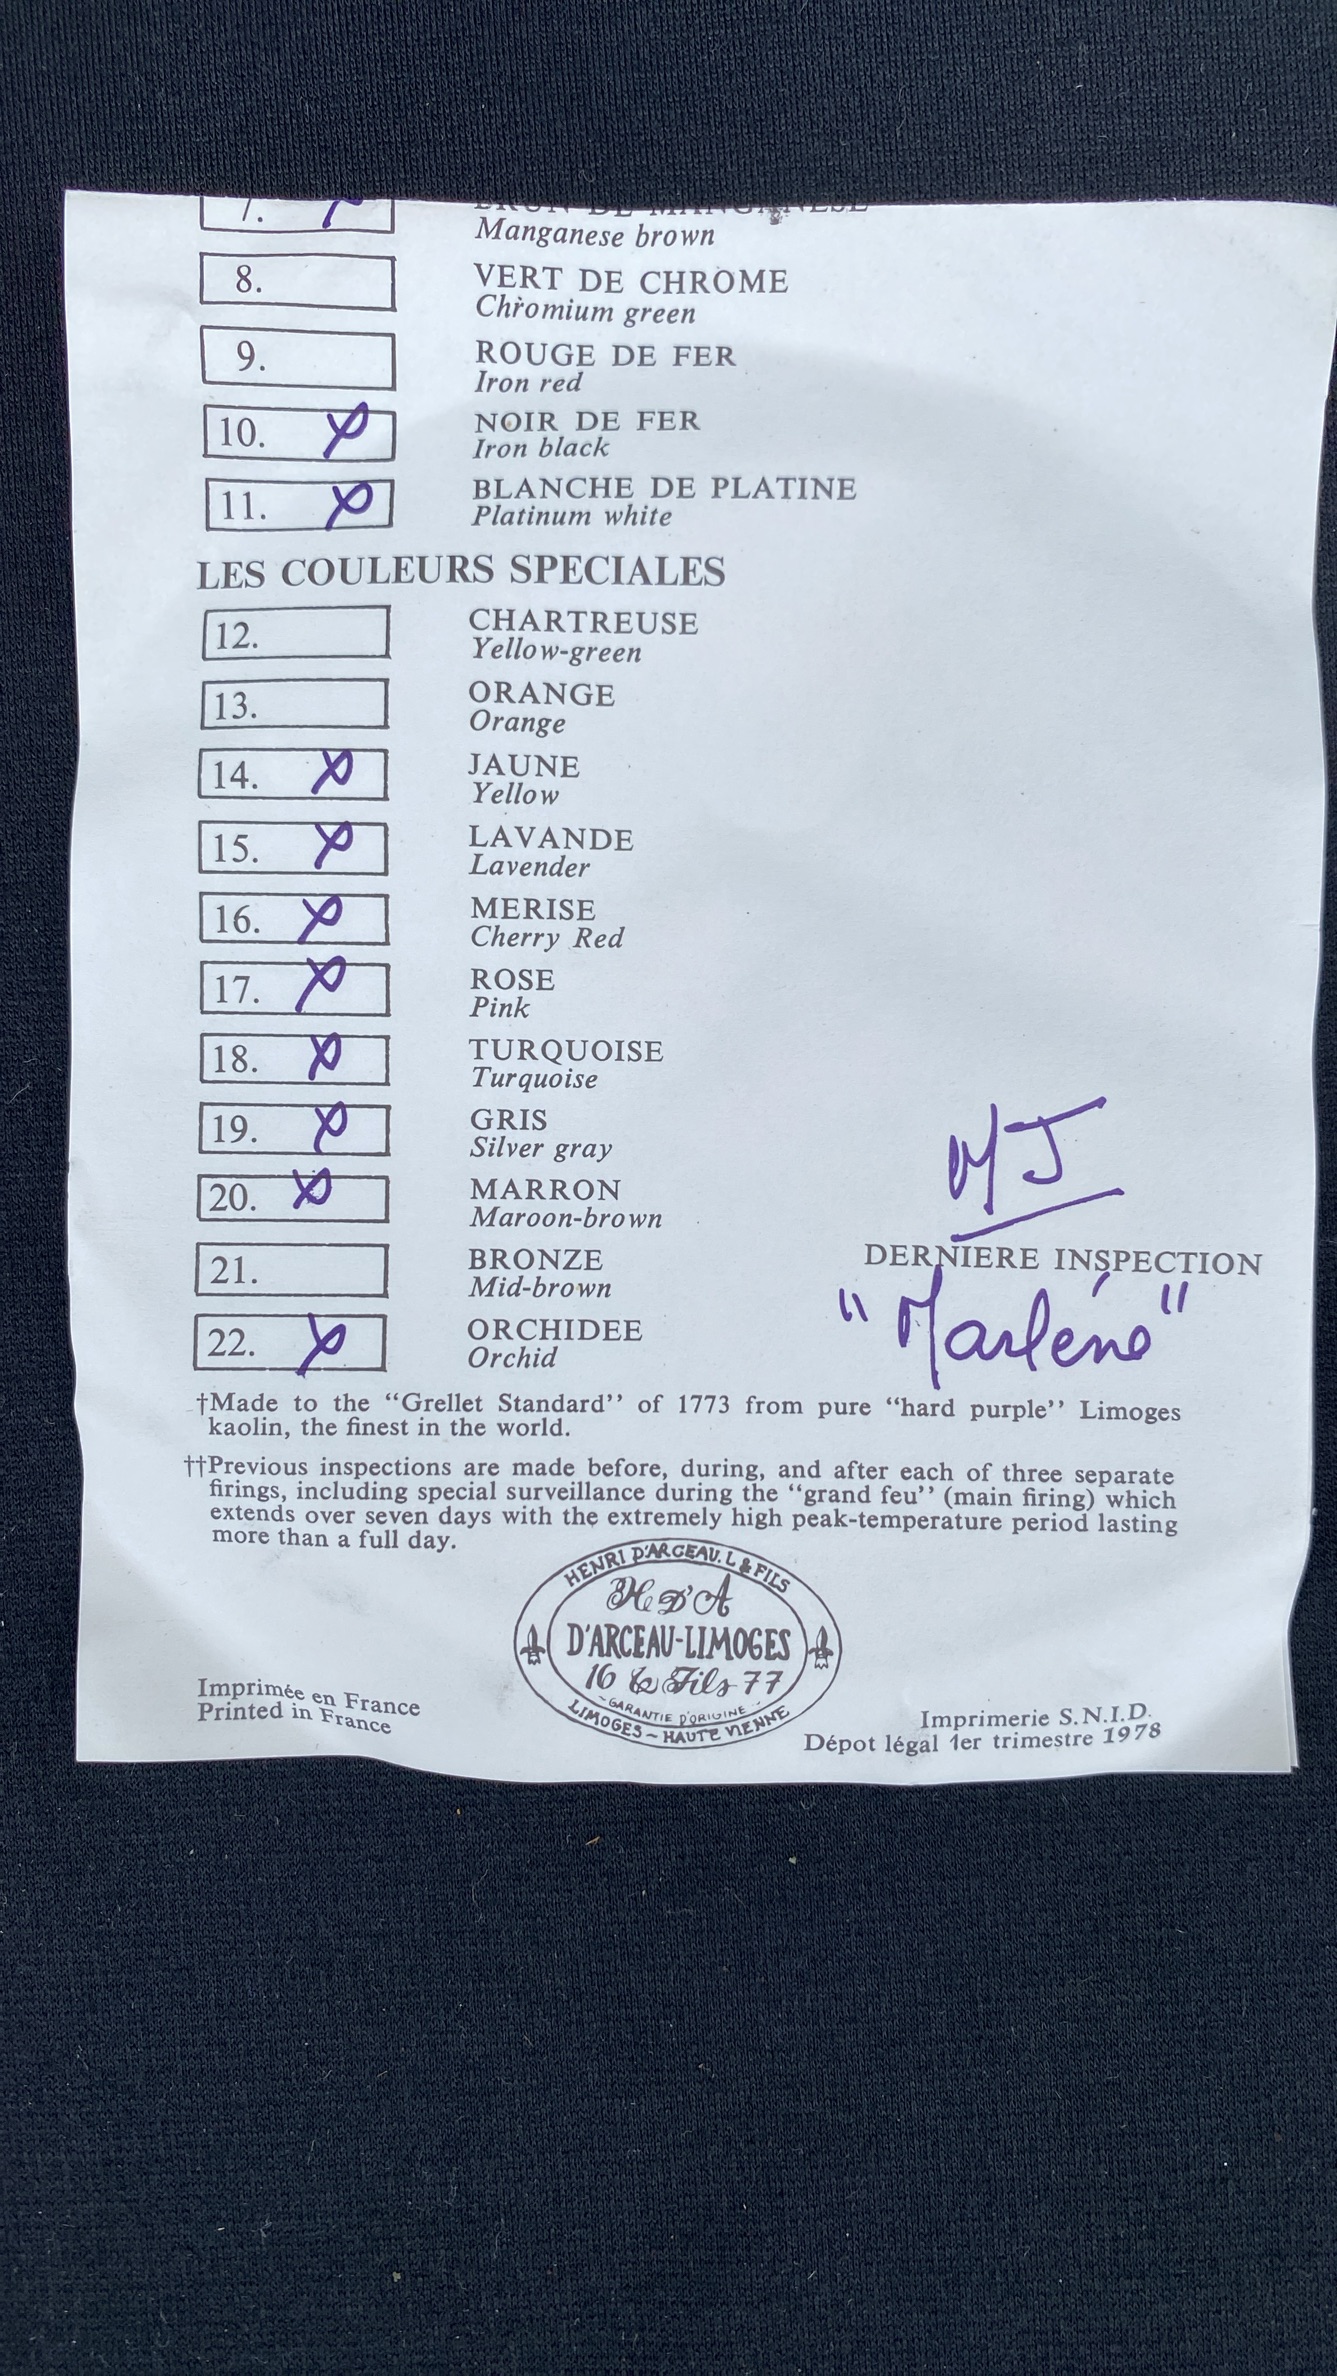 7.
BRUN DE MANGANESE
Manganese brown
8.
VERT DE CHROME
Chromium green
9.
ROUGE DE FER
Iron red
10. X
NOIR DE FER
Iron black
11. X
BLANCHE DE PLATINE
Platinum white
LES COULEURS SPECIALES
12.
CHARTREUSE
Yellow-green
13.
ORANGE
Orange
14. X
JAUNE
Yellow
15. X
LAVANDE
Lavender
16. X
MERISE
Cherry Red
17. X
ROSE
Pink
18. X
TURQUOISE
Turquoise
19. X
GRIS
Silver gray
20. X
MARRON
Maroon-brown
21.
BRONZE
Mid-brown
22. X
ORCHIDEE
Orchid
MJ
DERNIERE INSPECTION
"Marléne"
†Made to the “Grellet Standard” of 1773 from pure “hard purple” Limoges
kaolin, the finest in the world.
††Previous inspections are made before, during, and after each of three separate
firings, including special surveillance during the “grand feu” (main firing) which
extends over seven days with the extremely high peak-temperature period lasting
more than a full day.
HENRI D'ARCEAU. L & FILS
H D'A
D'ARCEAU-LIMOGES
16 & Fils 77
GARANTIE D'ORIGINE
LIMOGES ~ HAUTE VIENNE
Imprimée en France
Printed in France
Imprimerie S.N.I.D.
Dépot légal 1er trimestre 1978